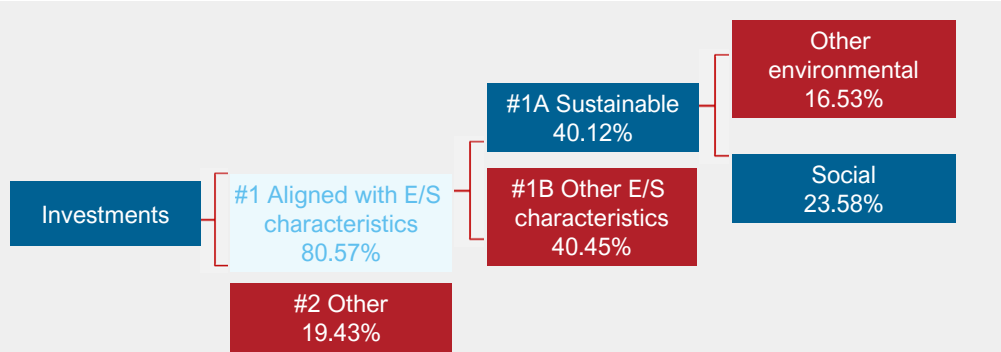 Investments
#1 Aligned with E/S
characteristics
80.57%
#2 Other
19.43%
#1A Sustainable
40.12%
#1B Other E/S
characteristics
40.45%
Other
environmental
16.53%
Social
23.58%